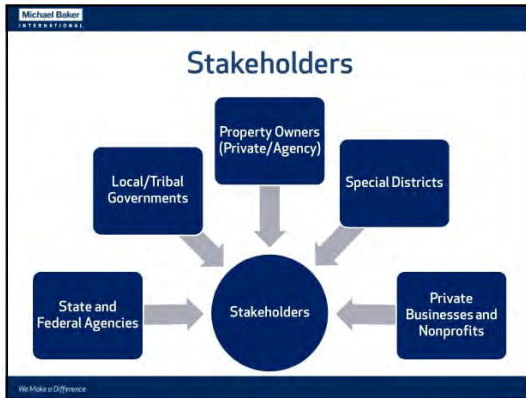 Michael Baker
INTERNATIONAL
Stakeholders
Property Owners
(Private/Agency)
Local/Tribal
Governments
Special Districts
State and
Federal Agencies
Stakeholders
Private
Businesses and
Nonprofits
We Make a Difference